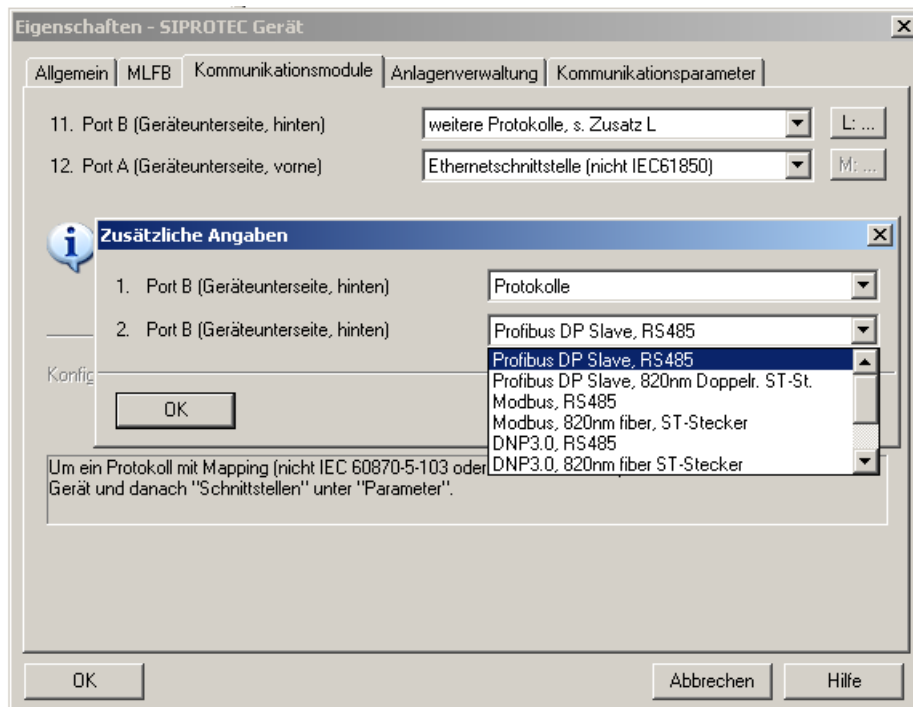 Eigenschaften - SIPROTEC Gerät
Allgemein MLFB Kommunikationsmodule Anlagenverwaltung Kommunikationsparameter
11. Port B (Geräteunterseite, hinten) weitere Protokolle, s. Zusatz L L: ...
12. Port A (Geräteunterseite, vorne) Ethernetschnittstelle (nicht IEC61850) M: ...
Zusätzliche Angaben
1. Port B (Geräteunterseite, hinten) Protokolle
2. Port B (Geräteunterseite, hinten) Profibus DP Slave, RS485
Profibus DP Slave, RS485
Profibus DP Slave, 820nm Doppelr. ST-St.
Modbus, RS485
Modbus, 820nm fiber, ST-Stecker
DNP3.0, RS485
DNP3.0, 820nm fiber ST-Stecker
Konfig
OK
Um ein Protokoll mit Mapping (nicht IEC 60870-5-103 oder
Gerät und danach "Schnittstellen" unter "Parameter".
OK Abbrechen Hilfe